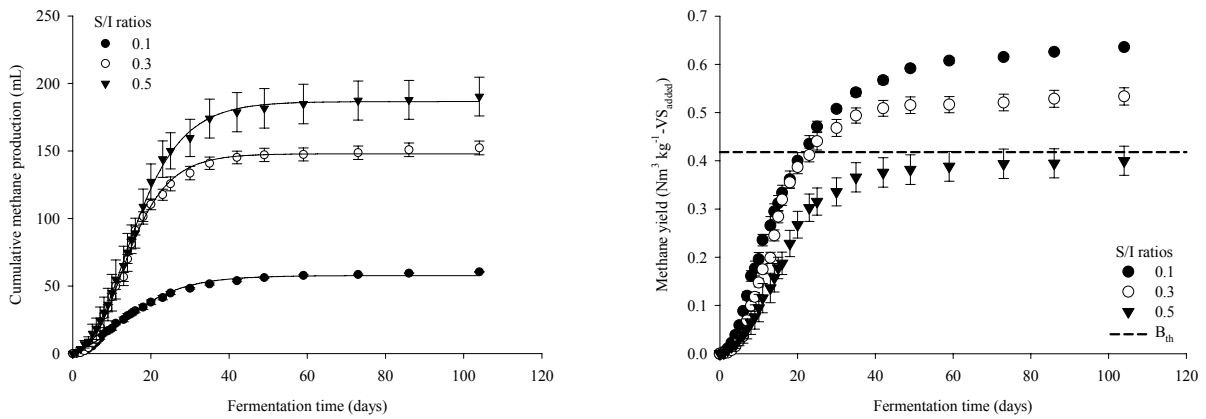 S/I ratios
0.1
0.3
0.5
Cumulative methane production (mL)
250
200
150
100
50
0
0 20 40 60 80 100 120
Fermentation time (days)
Methane yield (Nm³ kg⁻¹-VS_added)
0.7
0.6
0.5
0.4
0.3
0.2
0.1
0.0
S/I ratios
0.1
0.3
0.5
B_th
0 20 40 60 80 100 120
Fermentation time (days)